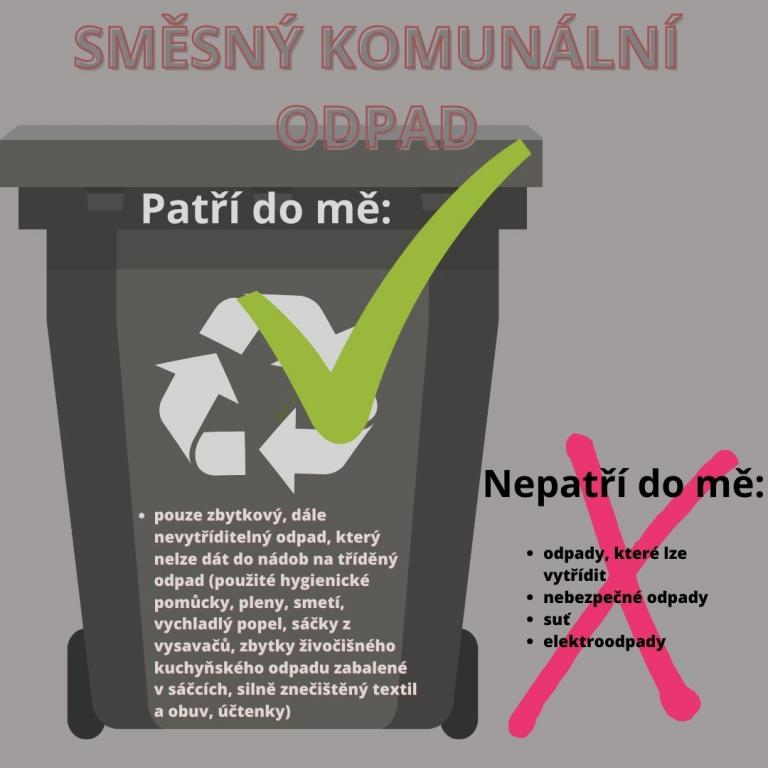 SMĚSNÝ KOMUNÁLNÍ
ODPAD
Patří do mě:
• pouze zbytkový, dále
nevytříditelný odpad, který
nelze dát do nádob na tříděný
odpad (použité hygienické
pomůcky, pleny, smetí,
vychladlý popel, sáčky z
vysavačů, zbytky živočišného
kuchyňského odpadu zabalené
v sáčcích, silně znečištěný textil
a obuv, účtenky)
Nepatří do mě:
• odpady, které lze
vytřídit
• nebezpečné odpady
• suť
• elektroodpady